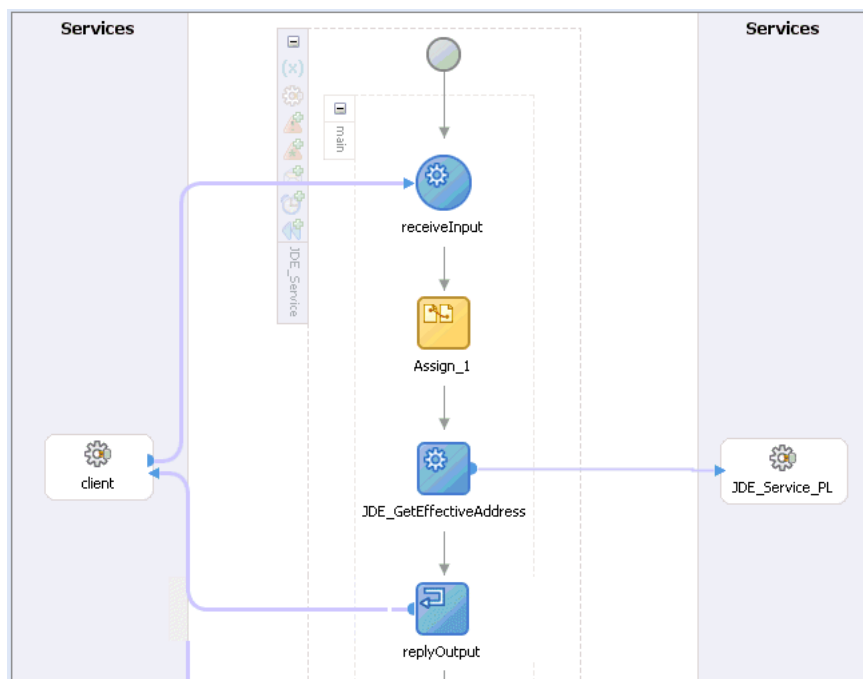 Services
Services
(x)
main
receiveInput
JDE_Service
Assign_1
client
JDE_Service_PL
JDE_GetEffectiveAddress
replyOutput